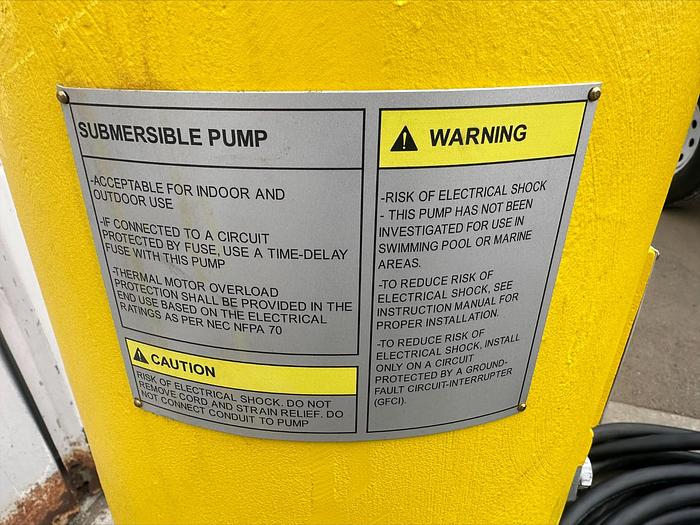 SUBMERSIBLE PUMP
-ACCEPTABLE FOR INDOOR AND
OUTDOOR USE
-IF CONNECTED TO A CIRCUIT
PROTECTED BY FUSE, USE A TIME-DELAY
FUSE WITH THIS PUMP
-THERMAL MOTOR OVERLOAD
PROTECTION SHALL BE PROVIDED IN THE
END USE BASED ON THE ELECTRICAL
RATINGS AS PER NEC NFPA 70
CAUTION
RISK OF ELECTRICAL SHOCK. DO NOT
REMOVE CORD AND STRAIN RELIEF. DO
NOT CONNECT CONDUIT TO PUMP
WARNING
-RISK OF ELECTRICAL SHOCK
- THIS PUMP HAS NOT BEEN
INVESTIGATED FOR USE IN
SWIMMING POOL OR MARINE
AREAS.
-TO REDUCE RISK OF
ELECTRICAL SHOCK, SEE
INSTRUCTION MANUAL FOR
PROPER INSTALLATION.
-TO REDUCE RISK OF
ELECTRICAL SHOCK, INSTALL
ONLY ON A CIRCUIT
PROTECTED BY A GROUND-
FAULT CIRCUIT-INTERRUPTER
(GFCI).